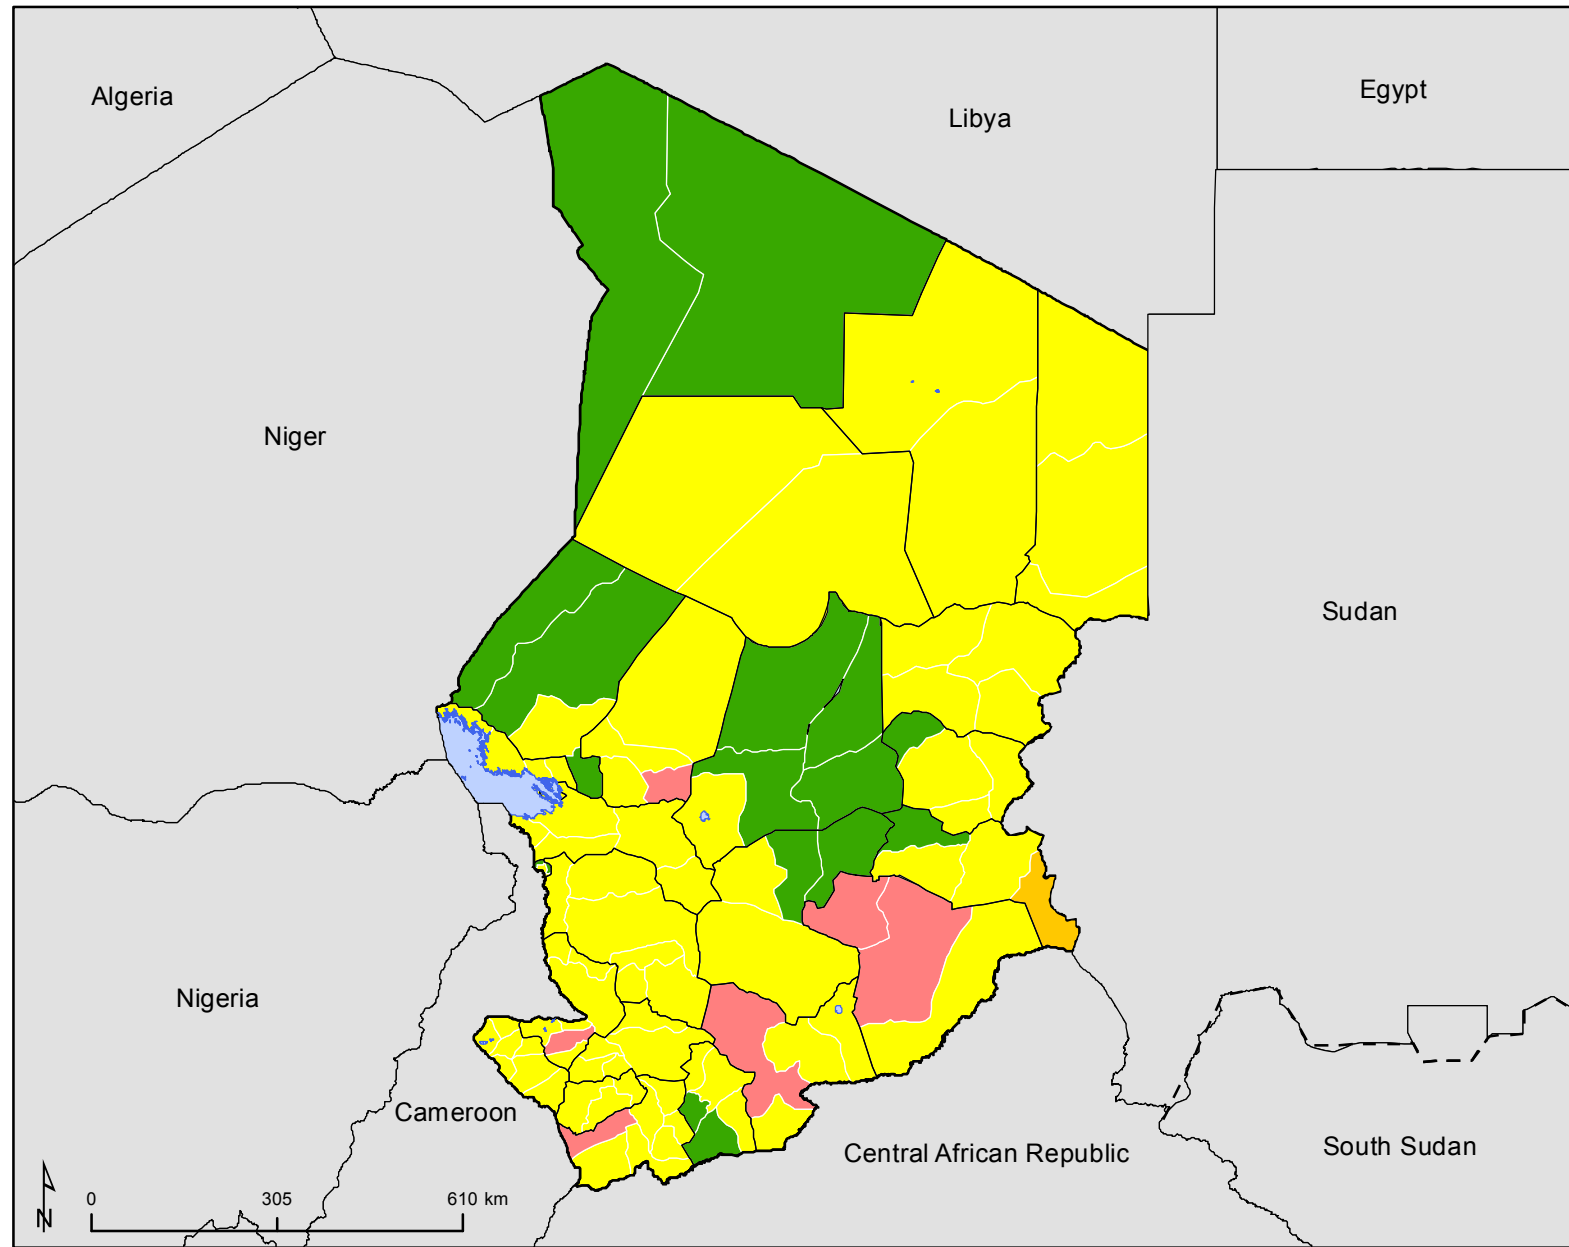 Algeria
Libya
Egypt
Niger
Sudan
Nigeria
Cameroon
Central African Republic
South Sudan
N
0 305 610 km